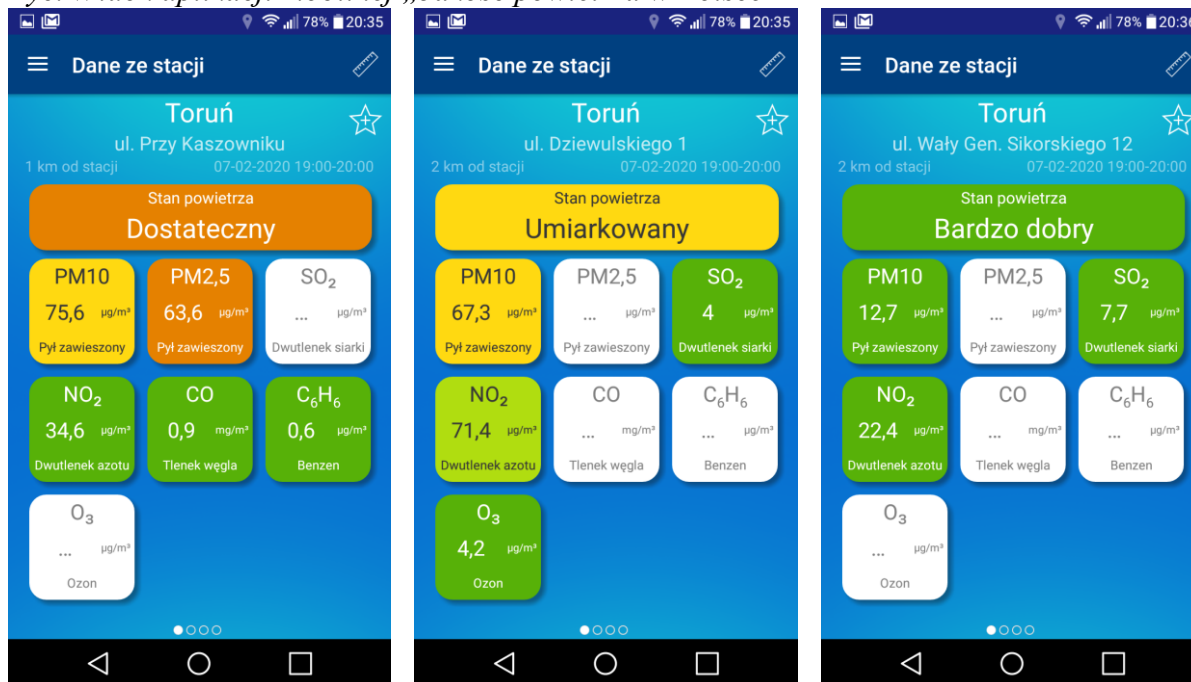 78% 20:35
Dane ze stacji
Toruń
ul. Przy Kaszowniku
1 km od stacji 07-02-2020 19:00-20:00
Stan powietrza
Dostateczny
PM10 PM2,5 SO₂
75,6 µg/m³ 63,6 µg/m³ ... µg/m³
Pył zawieszony Pył zawieszony Dwutlenek siarki
NO₂ CO C₆H₆
34,6 µg/m³ 0,9 mg/m³ 0,6 µg/m³
Dwutlenek azotu Tlenek węgla Benzen
O₃
... µg/m³
Ozon
78% 20:35
Dane ze stacji
Toruń
ul. Dziewulskiego 1
2 km od stacji 07-02-2020 19:00-20:00
Stan powietrza
Umiarkowany
PM10 PM2,5 SO₂
67,3 µg/m³ ... µg/m³ 4 µg/m³
Pył zawieszony Pył zawieszony Dwutlenek siarki
NO₂ CO C₆H₆
71,4 µg/m³ ... mg/m³ ... µg/m³
Dwutlenek azotu Tlenek węgla Benzen
O₃
4,2 µg/m³
Ozon
78% 20:36
Dane ze stacji
Toruń
ul. Wały Gen. Sikorskiego 12
2 km od stacji 07-02-2020 19:00-20:00
Stan powietrza
Bardzo dobry
PM10 PM2,5 SO₂
12,7 µg/m³ ... µg/m³ 7,7 µg/m³
Pył zawieszony Pył zawieszony Dwutlenek siarki
NO₂ CO C₆H₆
22,4 µg/m³ ... mg/m³ ... µg/m³
Dwutlenek azotu Tlenek węgla Benzen
O₃
... µg/m³
Ozon